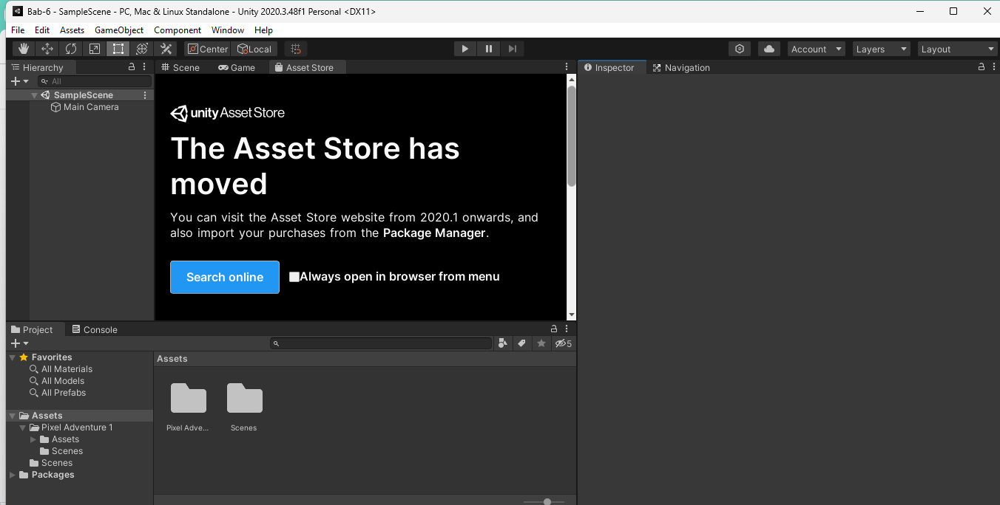 Bab-6 - SampleScene - PC, Mac & Linux Standalone - Unity 2020.3.48f1 Personal <DX11>
File Edit Assets GameObject Component Window Help
Center Local Account Layers Layout
Hierarchy
All
SampleScene
Main Camera
Scene Game Asset Store
unity Asset Store
The Asset Store has
moved
You can visit the Asset Store website from 2020.1 onwards, and
also import your purchases from the Package Manager.
Search online Always open in browser from menu
Inspector Navigation
Project Console
5
Favorites
All Materials
All Models
All Prefabs
Assets
Pixel Adventure 1
Assets
Scenes
Scenes
Packages
Assets
Pixel Adve... Scenes